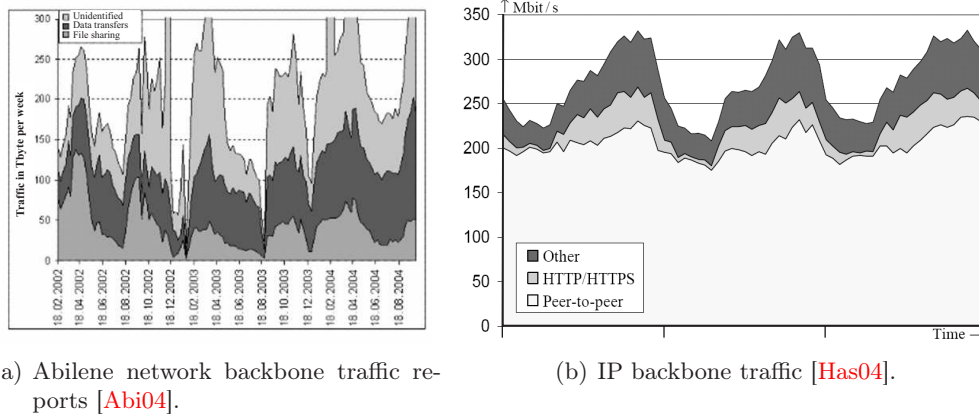 300
250
200
150
100
50
0
Traffic in Tbyte per week
Unidentified
Data transfers
File sharing
18.02.2002
18.04.2002
18.06.2002
18.08.2002
18.10.2002
18.12.2002
18.02.2003
18.04.2003
18.06.2003
18.08.2003
18.10.2003
18.12.2003
18.02.2004
18.04.2004
18.06.2004
18.08.2004
a) Abilene network backbone traffic re-
ports [Abi04].
↑ Mbit / s
350
300
250
200
150
100
50
0
Other
HTTP/HTTPS
Peer-to-peer
Time
(b) IP backbone traffic [Has04].